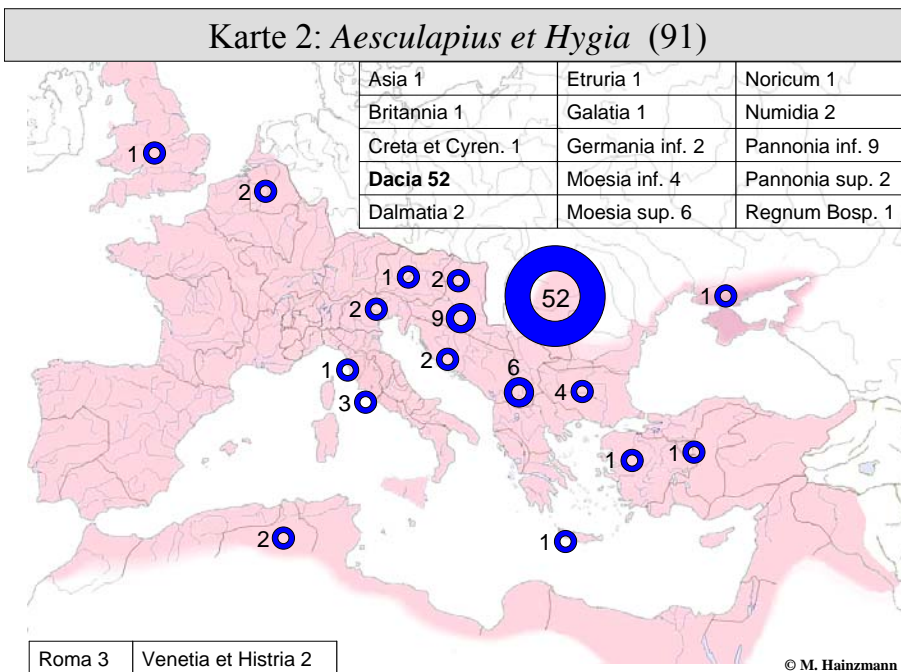 Karte 2: Aesculapius et Hygia (91)
Asia 1 Etruria 1 Noricum 1
Britannia 1 Galatia 1 Numidia 2
Creta et Cyren. 1 Germania inf. 2 Pannonia inf. 9
Dacia 52 Moesia inf. 4 Pannonia sup. 2
Dalmatia 2 Moesia sup. 6 Regnum Bosp. 1
1
2
1
2
52
1
2
9
2
6
1
4
3
1
1
2
1
Roma 3 Venetia et Histria 2
© M. Hainzmann